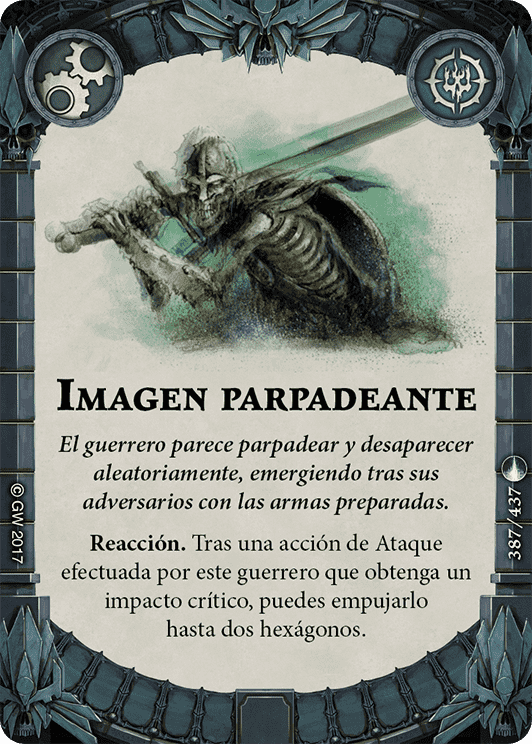 Imagen parpadeante
El guerrero parece parpadear y desaparecer
aleatoriamente, emergiendo tras sus
adversarios con las armas preparadas.
Reacción. Tras una acción de Ataque
efectuada por este guerrero que obtenga un
impacto crítico, puedes empujarlo
hasta dos hexágonos.
© GW 2017
387/437